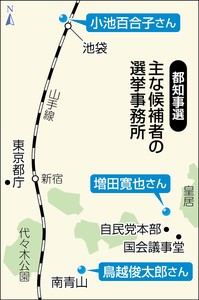 都知事選
主な候補者の
選挙事務所
N
小池百合子さん
池袋
山手線
東京都庁
新宿
増田寛也さん
皇居
自民党本部
国会議事堂
代々木公園
鳥越俊太郎さん
南青山